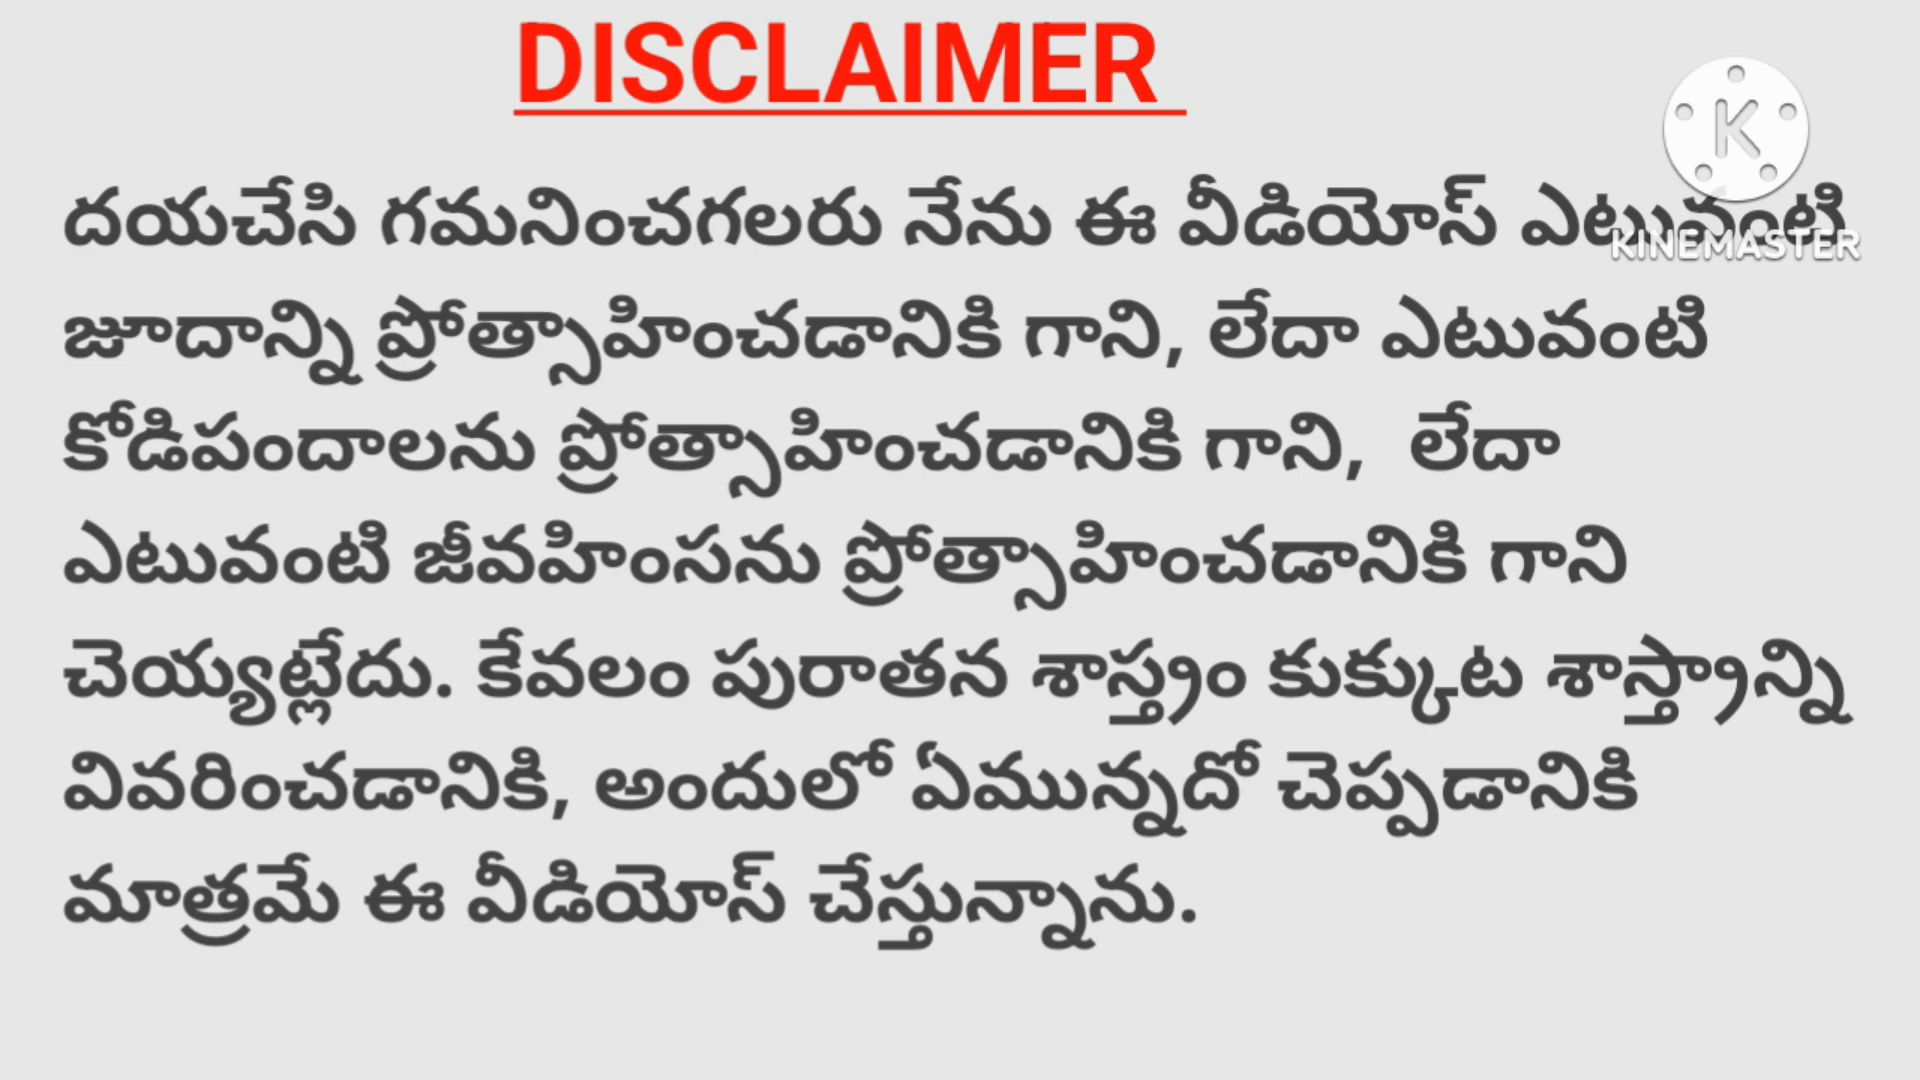 DISCLAIMER
K
దయచేసి గమనించగలరు నేను ఈ వీడియోస్ ఎటువంటి
KINEMASTER
జూదాన్ని ప్రోత్సాహించడానికి గాని, లేదా ఎటువంటి
కోడిపందాలను ప్రోత్సాహించడానికి గాని, లేదా
ఎటువంటి జీవహింసను ప్రోత్సాహించడానికి గాని
చెయ్యట్లేదు. కేవలం పురాతన శాస్త్రం కుక్కుట శాస్త్రాన్ని
వివరించడానికి, అందులో ఏమున్నదో చెప్పడానికి
మాత్రమే ఈ వీడియోస్ చేస్తున్నాను.